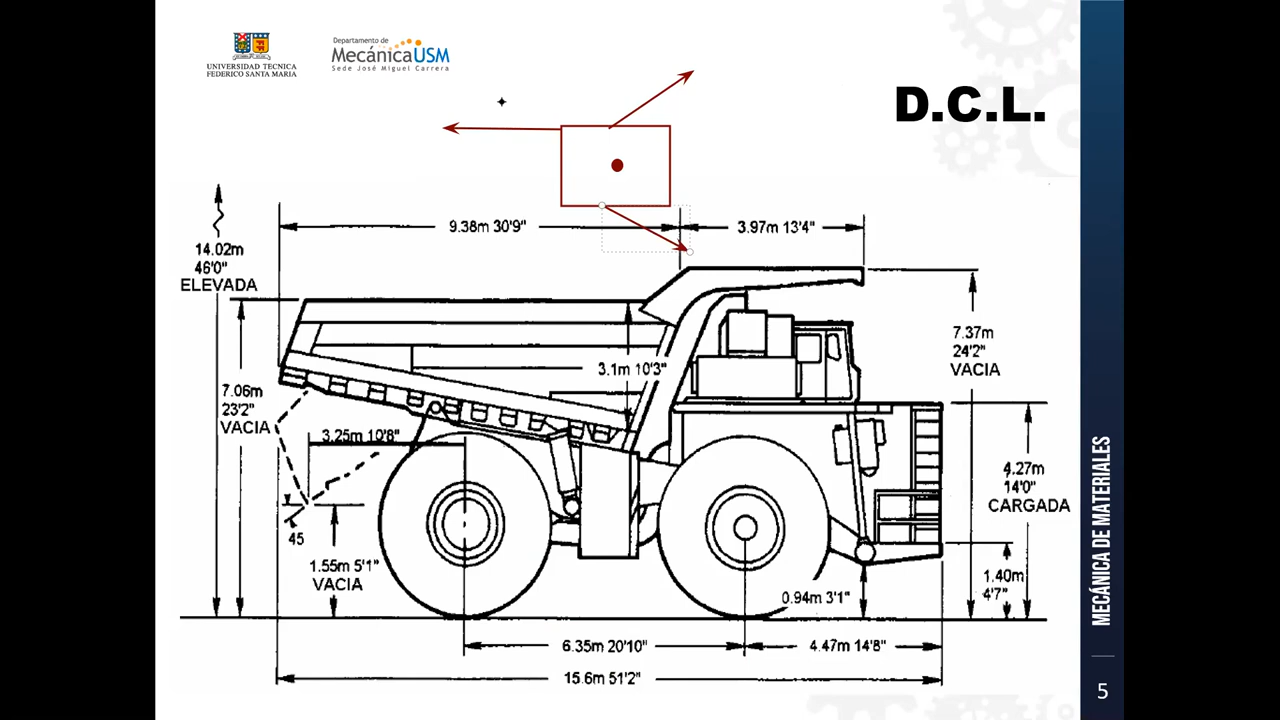 UNIVERSIDAD TECNICA
FEDERICO SANTA MARIA
Departamento de
MecánicaUSM
Sede José Miguel Carrera
D.C.L.
9.38m 30'9"
3.97m 13'4"
14.02m
46'0"
ELEVADA
7.37m
24'2"
VACIA
3.1m 10'3"
7.06m
23'2"
VACIA
3.25m 10'8"
4.27m
14'0"
CARGADA
45
1.55m 5'1"
VACIA
0.94m 3'1"
1.40m
4'7"
6.35m 20'10"
4.47m 14'8"
15.6m 51'2"
MECÁNICA DE MATERIALES
5